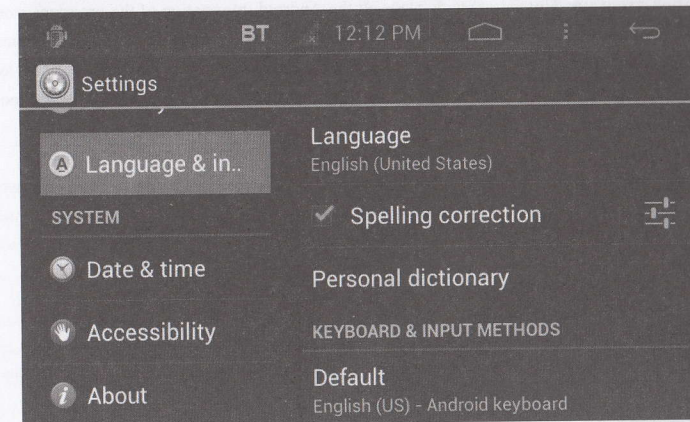 BT 12:12 PM
Settings
Language & in..
SYSTEM
Date & time
Accessibility
About
Language
English (United States)
Spelling correction
Personal dictionary
KEYBOARD & INPUT METHODS
Default
English (US) - Android keyboard